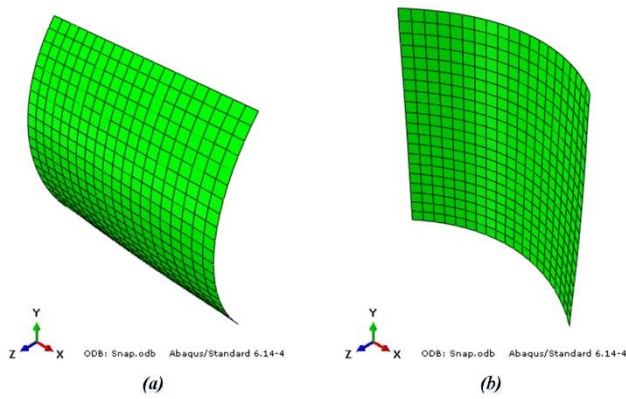 Y
Z X
ODB: Snap.odb Abaqus/Standard 6.14-4
(a)
Y
Z X
ODB: Snap.odb Abaqus/Standard 6.14-4
(b)